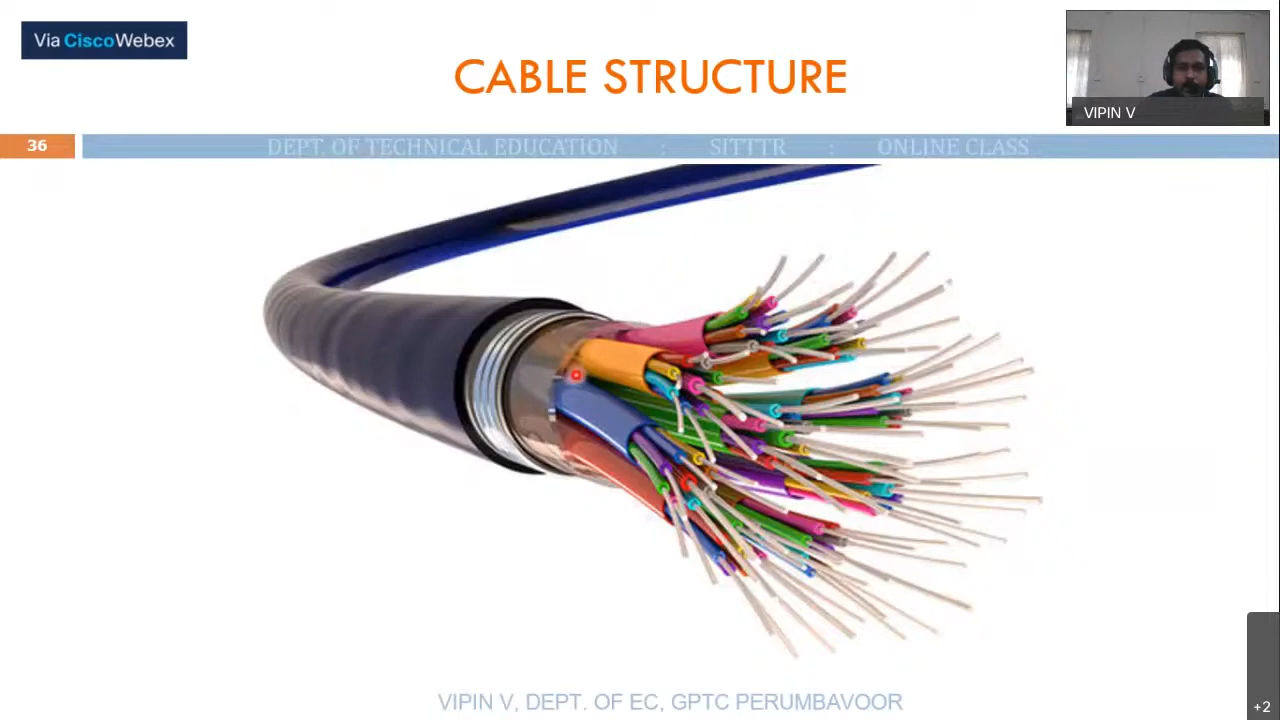 Via CiscoWebex
CABLE STRUCTURE
VIPIN V
36
DEPT. OF TECHNICAL EDUCATION : SITTTR : ONLINE CLASS
VIPIN V, DEPT. OF EC, GPTC PERUMBAVOOR
+2